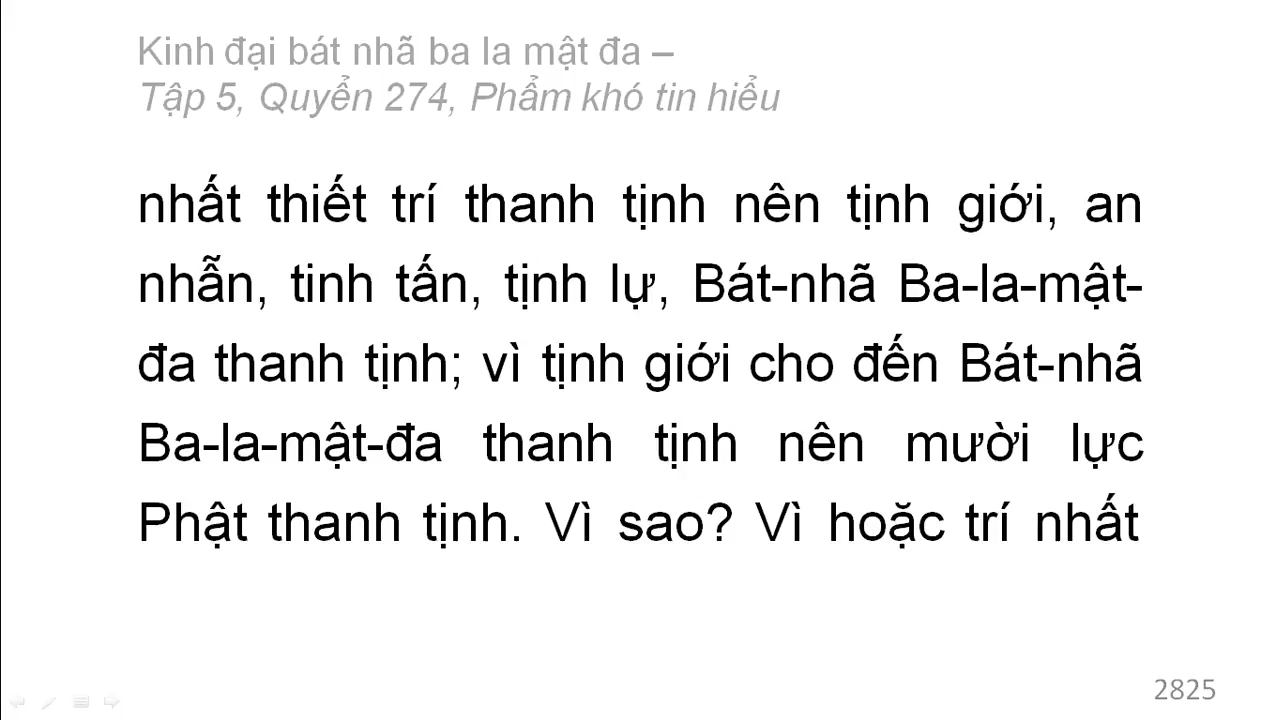 Kinh đại bát nhã ba la mật đa –
Tập 5, Quyển 274, Phẩm khó tin hiểu
nhất thiết trí thanh tịnh nên tịnh giới, an
nhẫn, tinh tấn, tịnh lự, Bát-nhã Ba-la-mật-
đa thanh tịnh; vì tịnh giới cho đến Bát-nhã
Ba-la-mật-đa thanh tịnh nên mười lực
Phật thanh tịnh. Vì sao? Vì hoặc trí nhất
2825